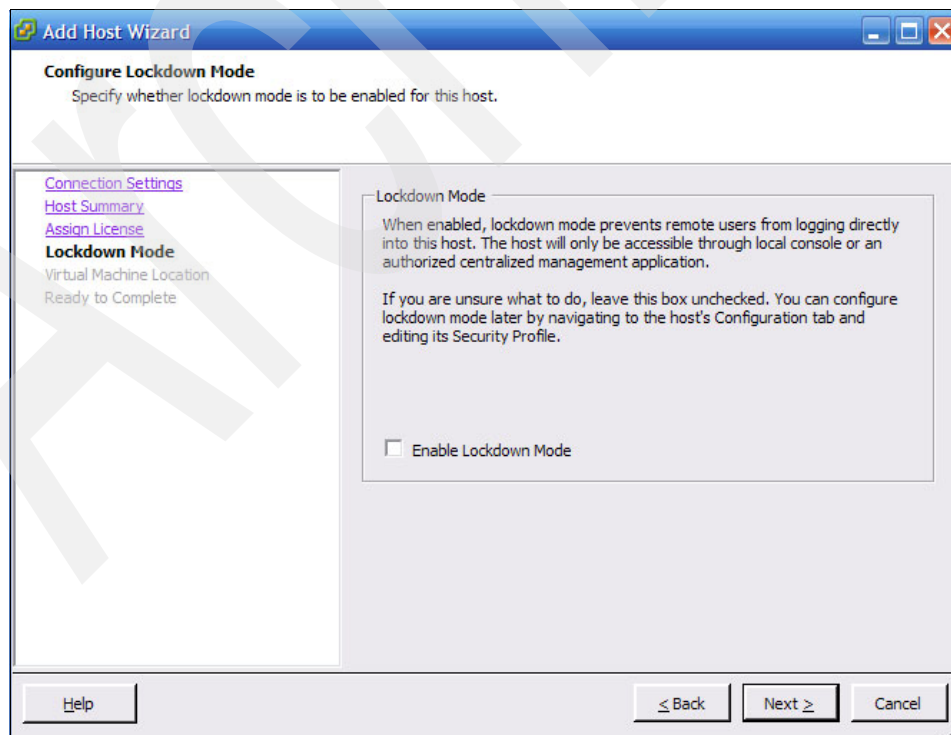 Add Host Wizard
Configure Lockdown Mode
Specify whether lockdown mode is to be enabled for this host.
Connection Settings
Host Summary
Assign License
Lockdown Mode
Virtual Machine Location
Ready to Complete
Lockdown Mode
When enabled, lockdown mode prevents remote users from logging directly
into this host. The host will only be accessible through local console or an
authorized centralized management application.
If you are unsure what to do, leave this box unchecked. You can configure
lockdown mode later by navigating to the host's Configuration tab and
editing its Security Profile.
Enable Lockdown Mode
Help
< Back
Next >
Cancel